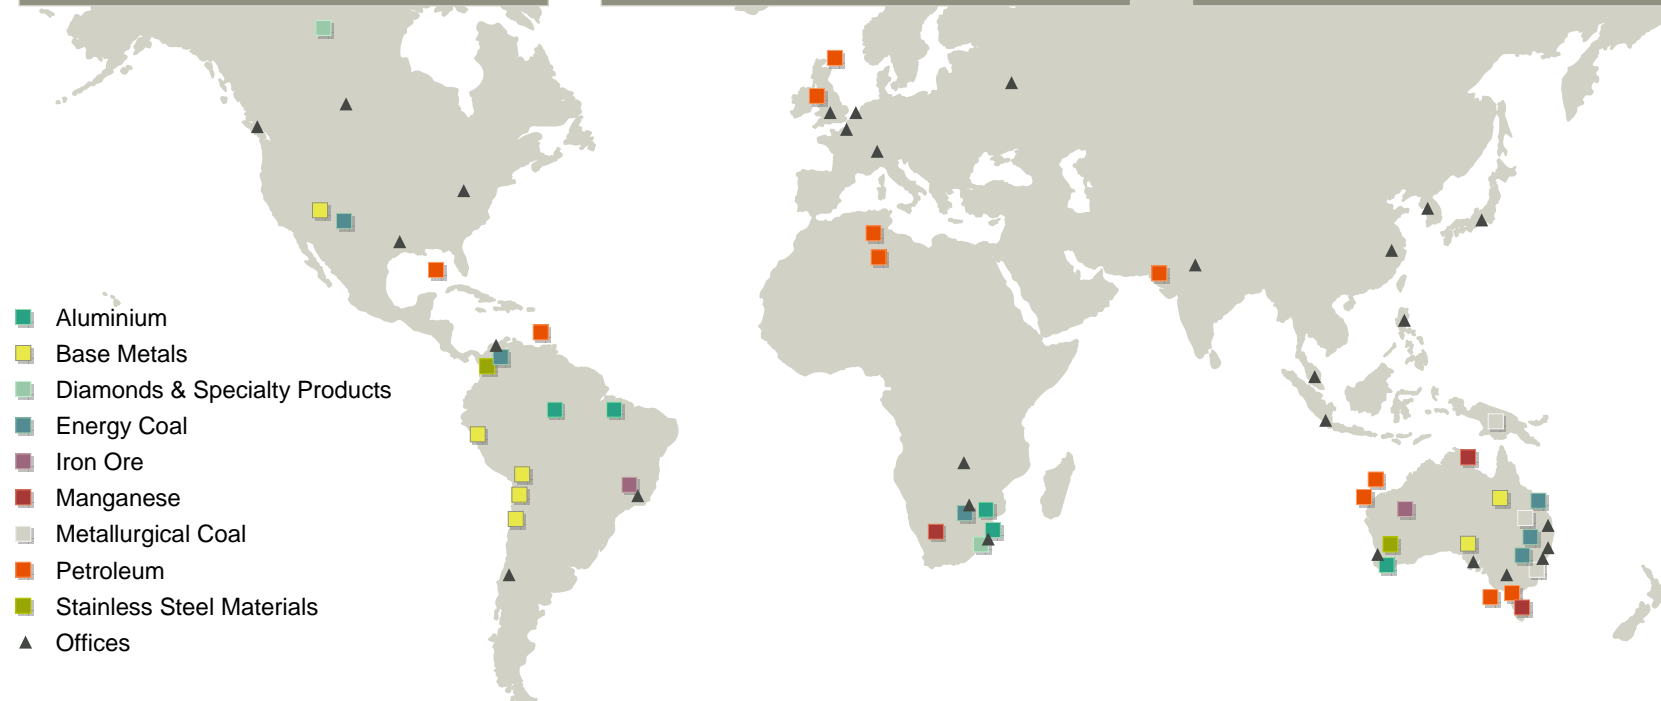 Aluminium
Base Metals
Diamonds & Specialty Products
Energy Coal
Iron Ore
Manganese
Metallurgical Coal
Petroleum
Stainless Steel Materials
Offices